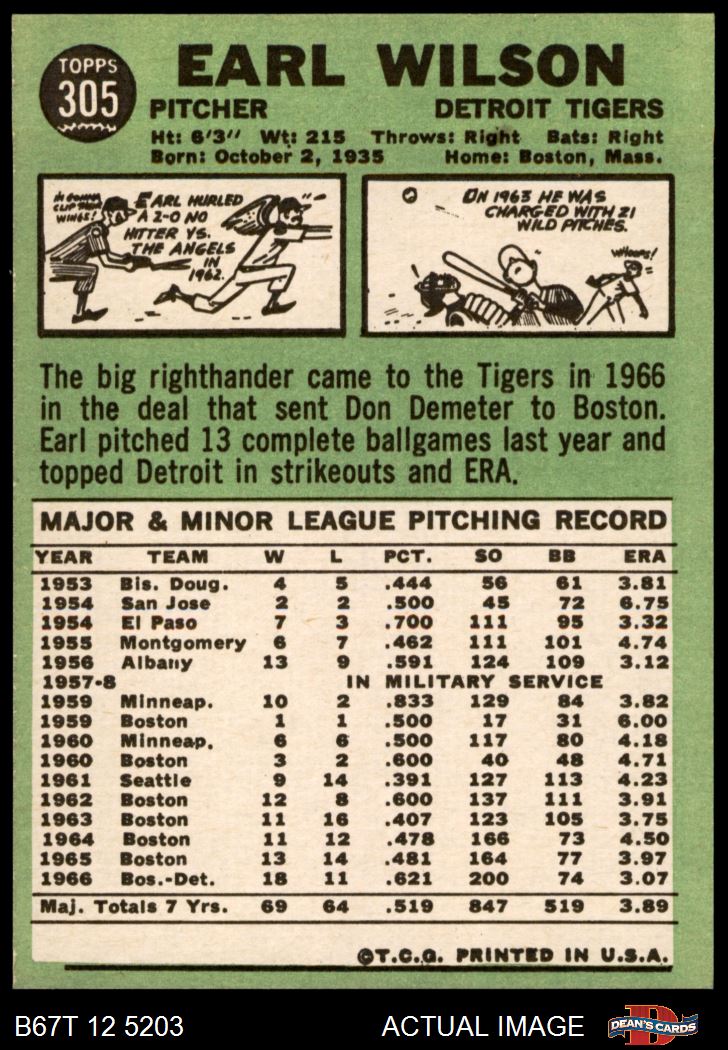 TOPPS
305
EARL WILSON
PITCHER DETROIT TIGERS
Ht: 6'3" Wt: 215 Throws: Right Bats: Right
Born: October 2, 1935 Home: Boston, Mass.
I'M GONNA
CLIP THEM
WINGS!
EARL HURLED
A 2-0 NO
HITTER VS.
THE ANGELS
IN
1962.
ON 1963 HE WAS
CHARGED WITH 21
WILD PITCHES.
WHOOPS!
The big righthander came to the Tigers in 1966
in the deal that sent Don Demeter to Boston.
Earl pitched 13 complete ballgames last year and
topped Detroit in strikeouts and ERA.
MAJOR & MINOR LEAGUE PITCHING RECORD
YEAR TEAM W L PCT. SO BB ERA
1953 Bis. Doug. 4 5 .444 56 61 3.81
1954 San Jose 2 2 .500 45 72 6.75
1954 El Paso 7 3 .700 111 95 3.32
1955 Montgomery 6 7 .462 111 101 4.74
1956 Albany 13 9 .591 124 109 3.12
1957-8 IN MILITARY SERVICE
1959 Minneap. 10 2 .833 129 84 3.82
1959 Boston 1 1 .500 17 31 6.00
1960 Minneap. 6 6 .500 117 80 4.18
1960 Boston 3 2 .600 40 48 4.71
1961 Seattle 9 14 .391 127 113 4.23
1962 Boston 12 8 .600 137 111 3.91
1963 Boston 11 16 .407 123 105 3.75
1964 Boston 11 12 .478 166 73 4.50
1965 Boston 13 14 .481 164 77 3.97
1966 Bos.-Det. 18 11 .621 200 74 3.07
Maj. Totals 7 Yrs. 69 64 .519 847 519 3.89
©T.C.G. PRINTED IN U.S.A.
B67T 12 5203 ACTUAL IMAGE D DEAN'S CARDS